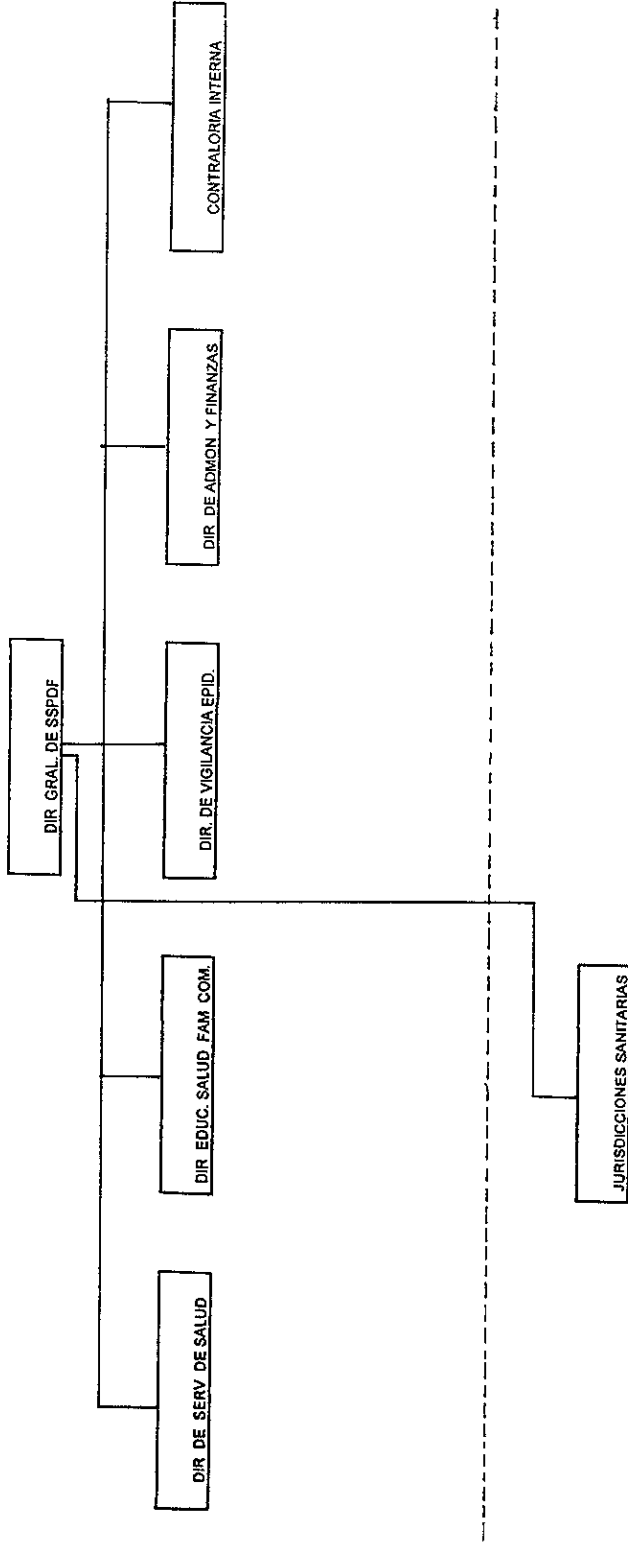 DIR GRAL. DE SSPDF
DIR DE SERV DE SALUD
DIR EDUC. SALUD FAM COM.
DIR. DE VIGILANCIA EPID.
DIR DE ADMON Y FINANZAS
CONTRALORIA INTERNA
JURISDICCIONES SANITARIAS